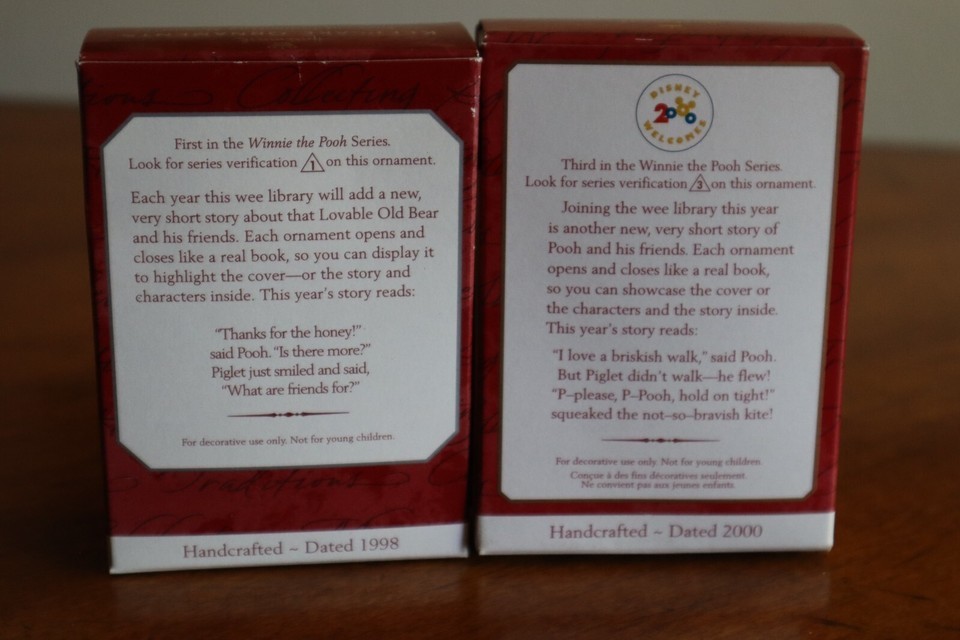 KEEPSAKE ORNAMENTS
Collecting
First in the Winnie the Pooh Series.
Look for series verification 1 on this ornament.
Each year this wee library will add a new,
very short story about that Lovable Old Bear
and his friends. Each ornament opens and
closes like a real book, so you can display it
to highlight the cover—or the story and
characters inside. This year's story reads:
"Thanks for the honey!"
said Pooh. "Is there more?"
Piglet just smiled and said,
"What are friends for?"
For decorative use only. Not for young children.
Traditions
Handcrafted ~ Dated 1998
DISNEY
2000
WELCOMES
Third in the Winnie the Pooh Series.
Look for series verification 3 on this ornament.
Joining the wee library this year
is another new, very short story of
Pooh and his friends. Each ornament
opens and closes like a real book,
so you can showcase the cover or
the characters and the story inside.
This year's story reads:
"I love a briskish walk," said Pooh.
But Piglet didn't walk—he flew!
"P–please, P–Pooh, hold on tight!"
squeaked the not–so–bravish kite!
For decorative use only. Not for young children.
Conçue à des fins décoratives seulement.
Ne convient pas aux jeunes enfants.
Handcrafted ~ Dated 2000